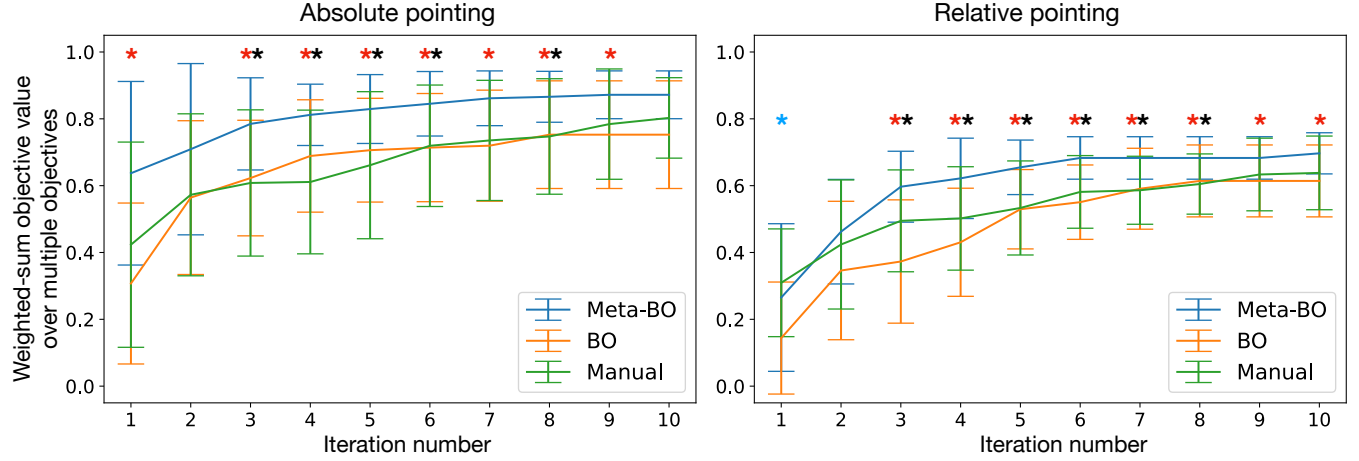 Absolute pointing
Relative pointing
Weighted-sum objective value
over multiple objectives
1.0
0.8
0.6
0.4
0.2
0.0
* ** ** ** ** * ** *
Meta-BO
BO
Manual
1 2 3 4 5 6 7 8 9 10
Iteration number
1.0
0.8
0.6
0.4
0.2
0.0
* ** ** ** ** ** ** * *
Meta-BO
BO
Manual
1 2 3 4 5 6 7 8 9 10
Iteration number